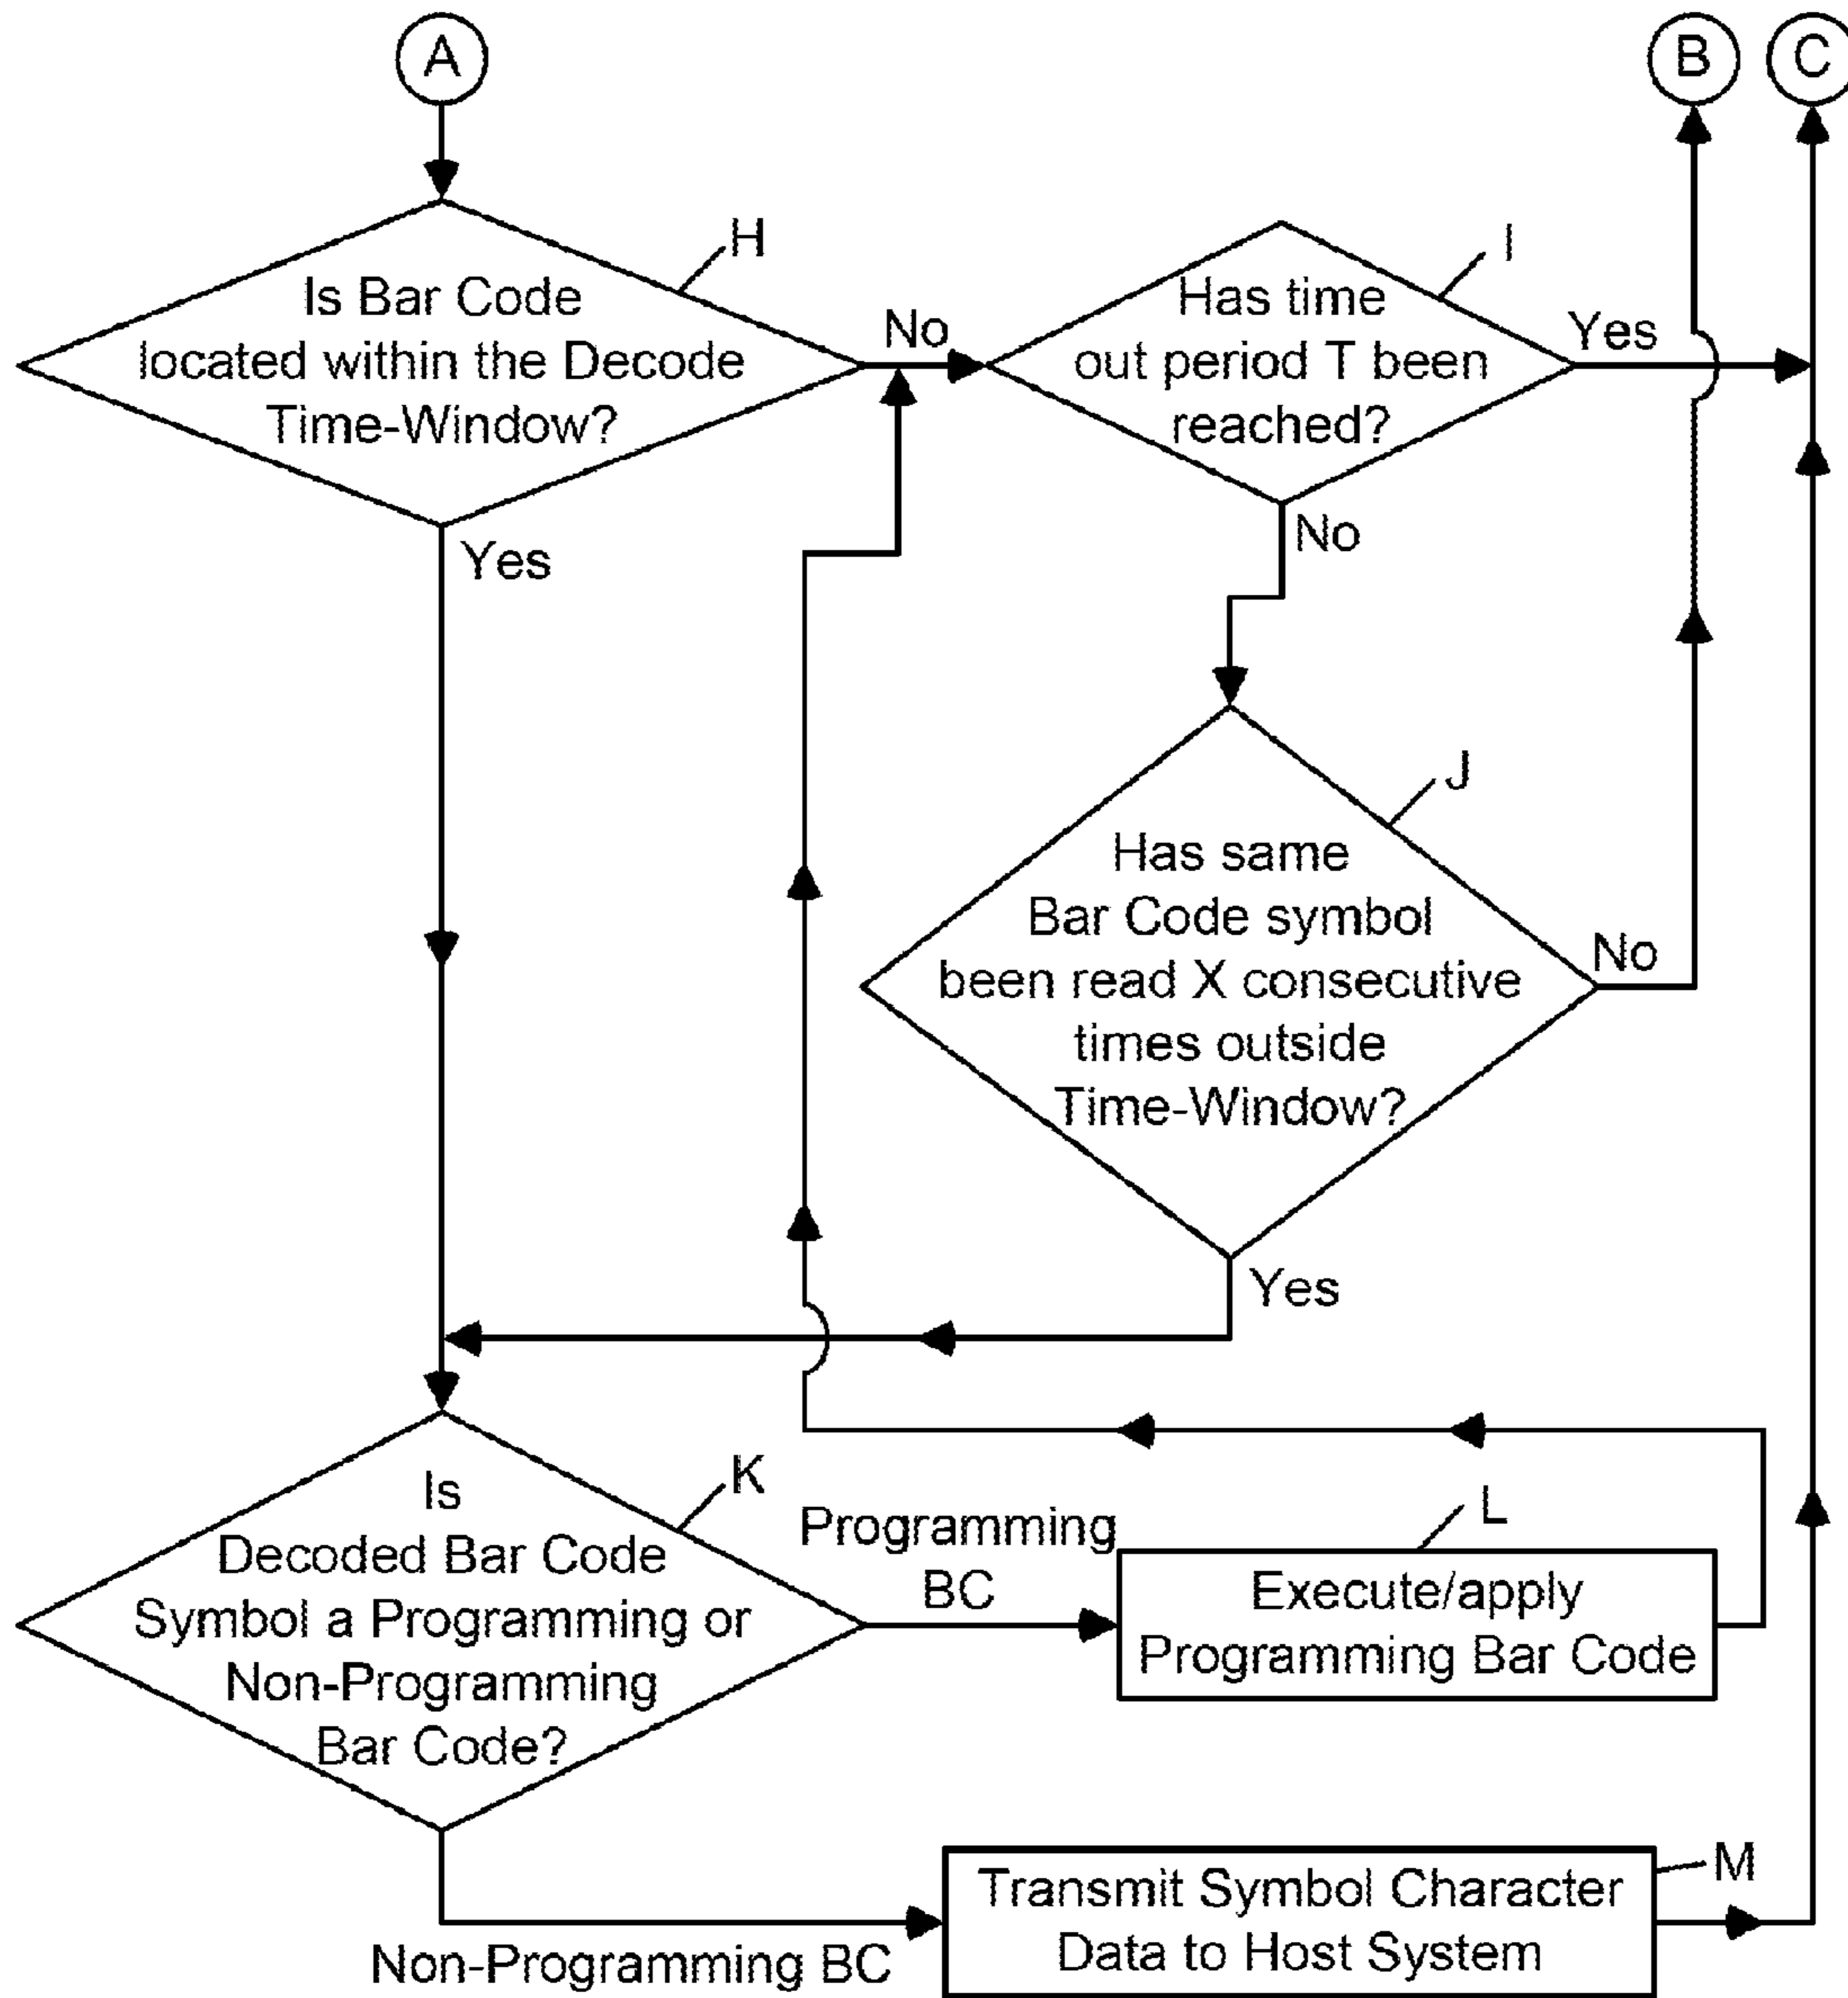 A
B
C
H
Is Bar Code
located within the Decode
Time-Window?
No
Yes
I
Has time
out period T been
reached?
Yes
No
J
Has same
Bar Code symbol
been read X consecutive
times outside
Time-Window?
No
Yes
K
Is
Decoded Bar Code
Symbol a Programming or
Non-Programming
Bar Code?
Programming
BC
L
Execute/apply
Programming Bar Code
Non-Programming BC
M
Transmit Symbol Character
Data to Host System